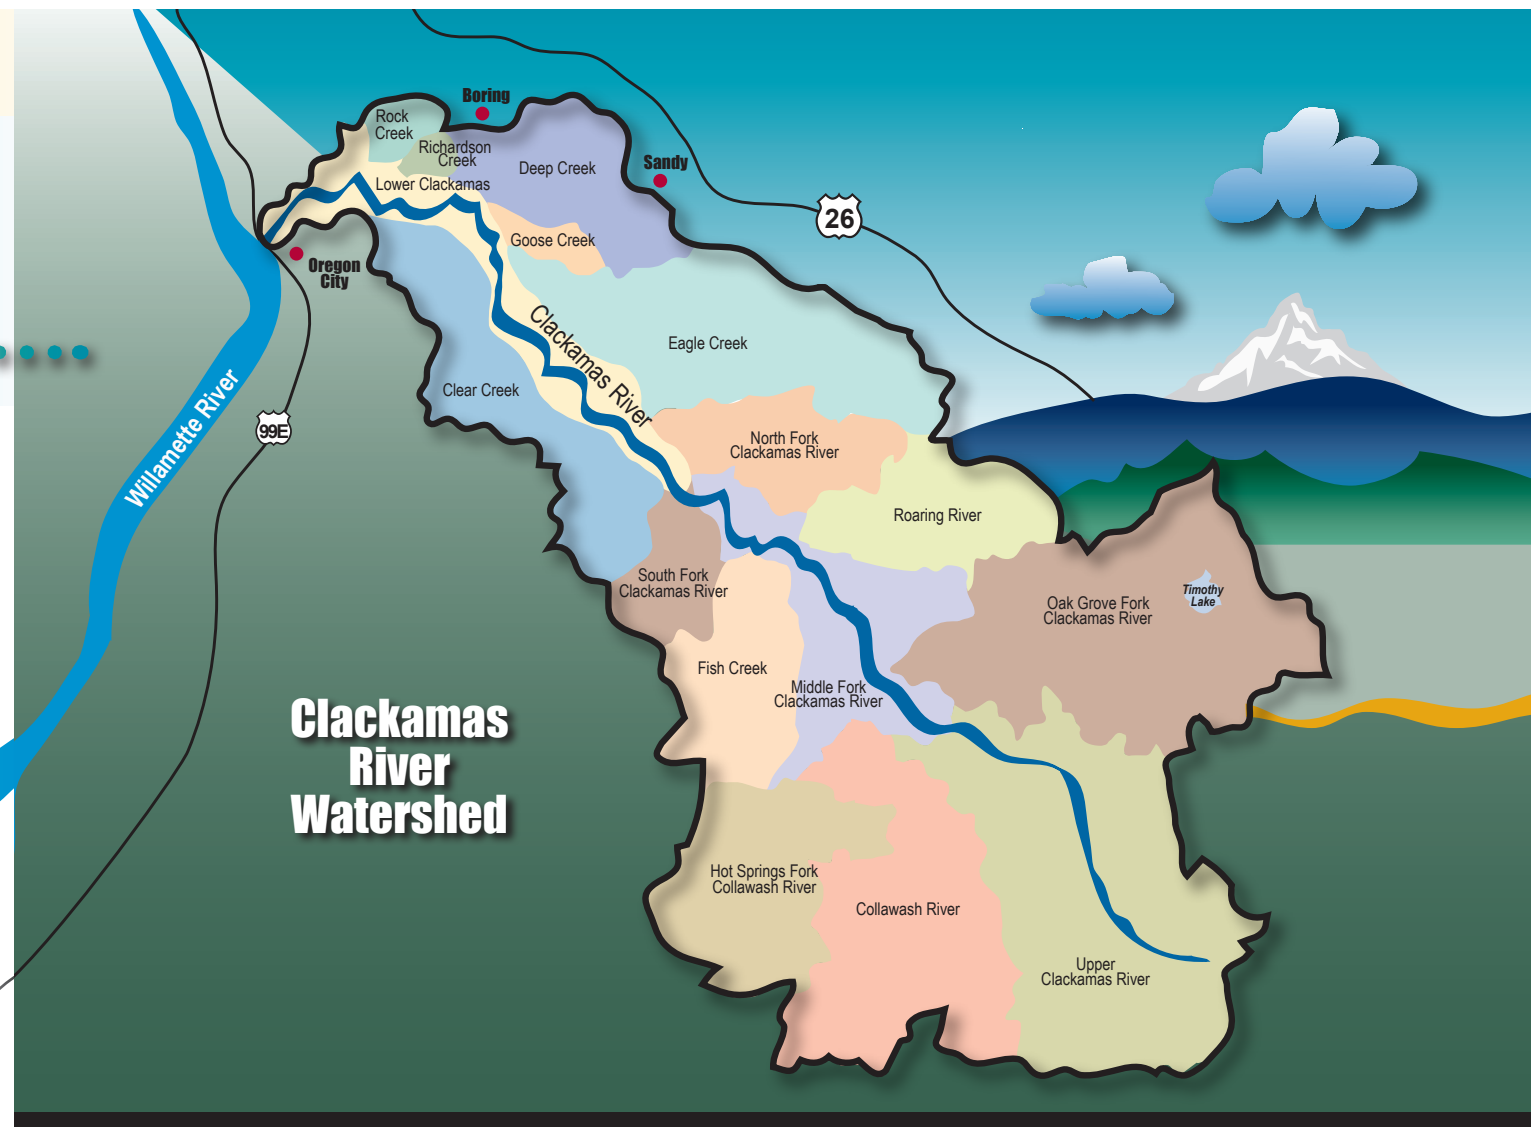 Boring
Rock
Creek
Richardson
Creek
Deep Creek
Sandy
Lower Clackamas
26
Goose Creek
Oregon
City
Clackamas River
Eagle Creek
Clear Creek
Willamette River
99E
North Fork
Clackamas River
Roaring River
South Fork
Clackamas River
Timothy
Lake
Oak Grove Fork
Clackamas River
Fish Creek
Middle Fork
Clackamas River
Clackamas
River
Watershed
Hot Springs Fork
Collawash River
Collawash River
Upper
Clackamas River